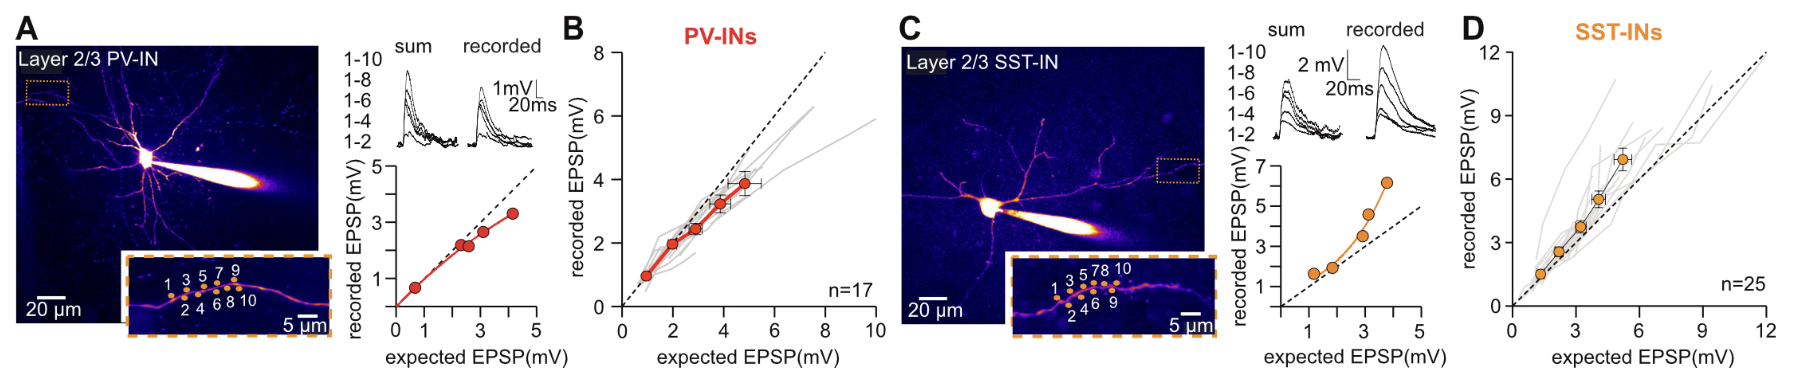 A
Layer 2/3 PV-IN
20 µm
1 3 5 7 9
2 4 6 8 10
5 µm
sum recorded
1-10
1-8
1-6
1-4
1-2
1mV
20ms
recorded EPSP(mV)
5
3
1
0 1 3 5
expected EPSP(mV)
B
PV-INs
recorded EPSP(mV)
8
6
4
2
0
n=17
0 2 4 6 8 10
expected EPSP(mV)
C
Layer 2/3 SST-IN
20 µm
1 3 5 7 8 10
2 4 6 9
5 µm
sum recorded
1-10
1-8
1-6
1-4
1-2
2 mV
20ms
recorded EPSP(mV)
7
5
3
1
1 3 5
expected EPSP(mV)
D
SST-INs
recorded EPSP(mV)
12
9
6
3
0
n=25
0 3 6 9 12
expected EPSP(mV)